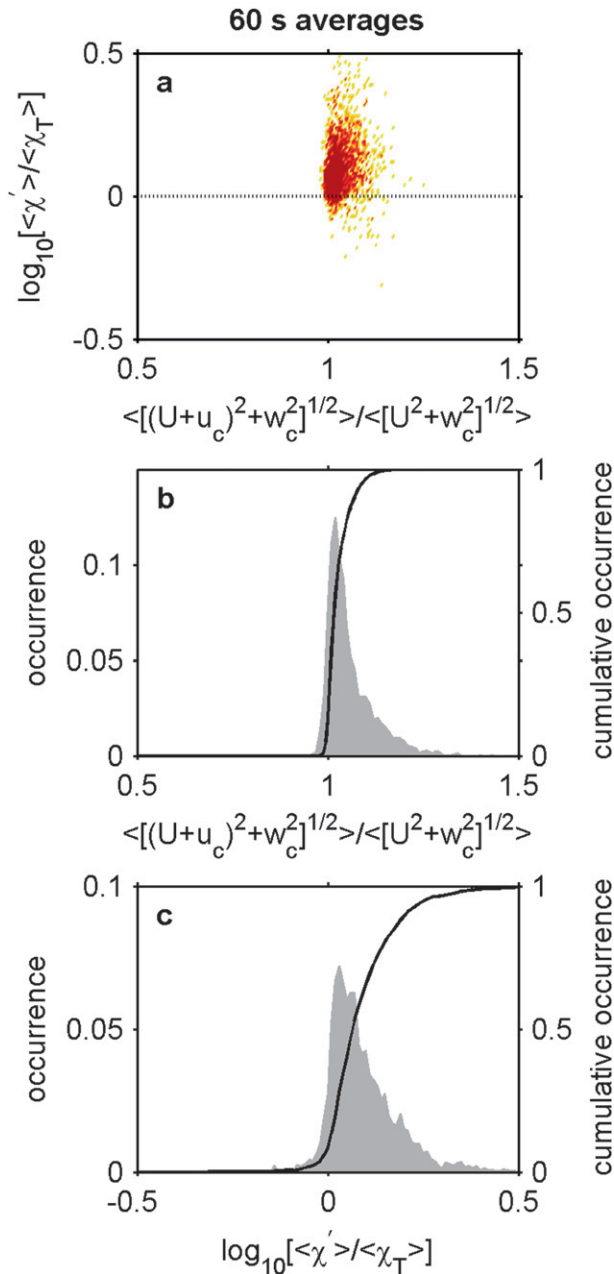 60 s averages
a
log10[<χ'>/<χT>]
0.5
0
-0.5
0.5
1
1.5
<[(U+uc)²+wc²]^1/2>/<[U²+wc²]^1/2>
b
occurrence
0.1
0.05
0
1
0.5
0
cumulative occurrence
0.5
1
1.5
<[(U+uc)²+wc²]^1/2>/<[U²+wc²]^1/2>
c
occurrence
0.1
0.05
0
1
0.5
0
cumulative occurrence
-0.5
0
0.5
log10[<χ'>/<χT>]